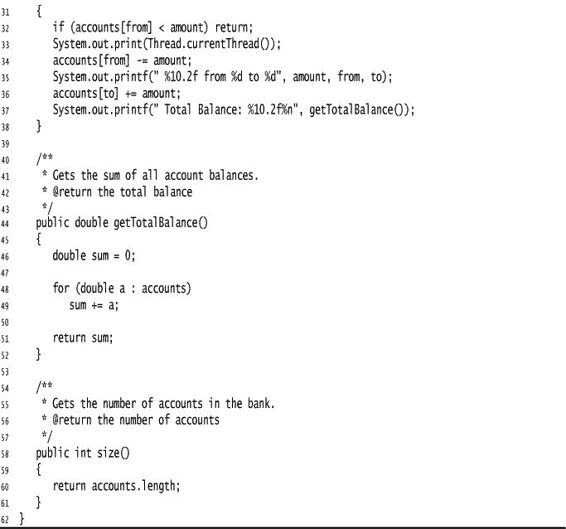 31 {
32 if (accounts[from] < amount) return;
33 System.out.print(Thread.currentThread());
34 accounts[from] -= amount;
35 System.out.printf(" %10.2f from %d to %d", amount, from, to);
36 accounts[to] += amount;
37 System.out.printf(" Total Balance: %10.2f%n", getTotalBalance());
38 }
39
40 /**
41 * Gets the sum of all account balances.
42 * @return the total balance
43 */
44 public double getTotalBalance()
45 {
46 double sum = 0;
47
48 for (double a : accounts)
49 sum += a;
50
51 return sum;
52 }
53
54 /**
55 * Gets the number of accounts in the bank.
56 * @return the number of accounts
57 */
58 public int size()
59 {
60 return accounts.length;
61 }
62 }